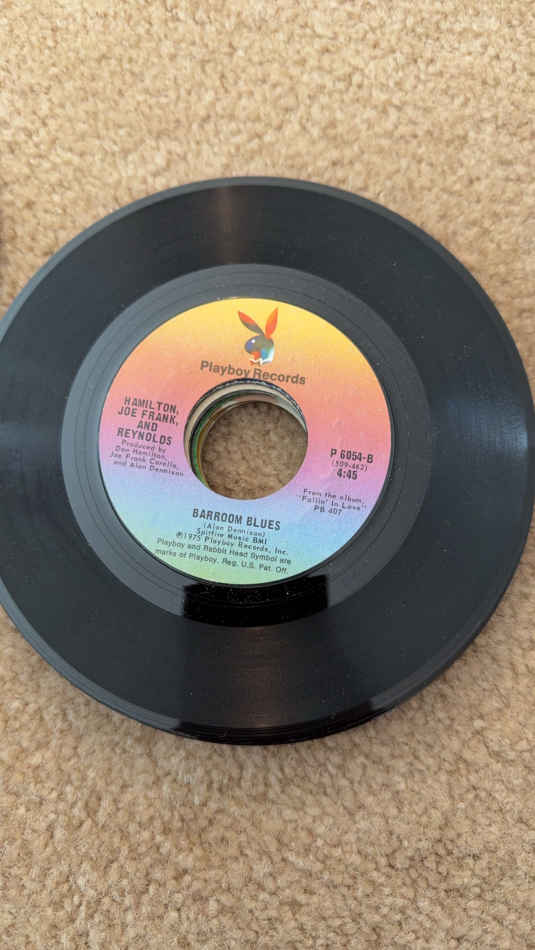 Playboy Records
HAMILTON,
JOE FRANK,
AND
REYNOLDS
Produced by
Don Hamilton,
Joe Frank Carollo,
and Alan Dennison
P 6054-B
(S09-462)
4:45
From the album,
"Fallin' In Love"
PB 407
BARROOM BLUES
(Alan Dennison)
Spitfire Music BMI
℗1975 Playboy Records, Inc.
Playboy and Rabbit Head Symbol are
marks of Playboy, Reg. U.S. Pat. Off.